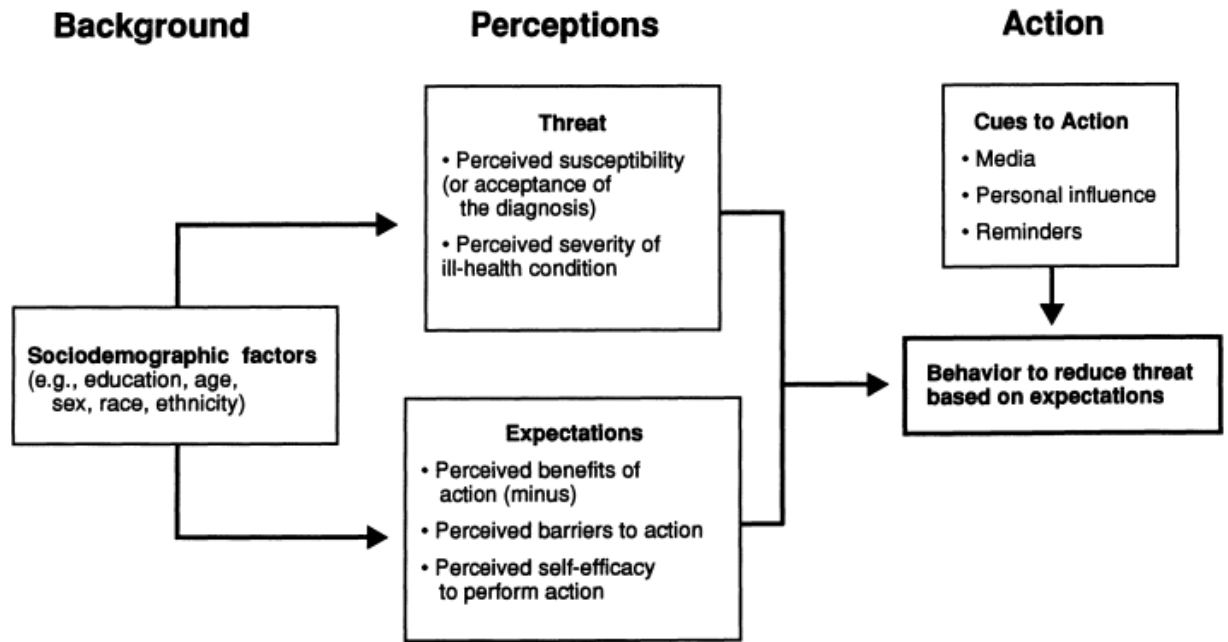 Background
Perceptions
Action
Threat
• Perceived susceptibility
(or acceptance of
the diagnosis)
• Perceived severity of
ill-health condition
Cues to Action
• Media
• Personal influence
• Reminders
Sociodemographic factors
(e.g., education, age,
sex, race, ethnicity)
Expectations
• Perceived benefits of
action (minus)
• Perceived barriers to action
• Perceived self-efficacy
to perform action
Behavior to reduce threat
based on expectations